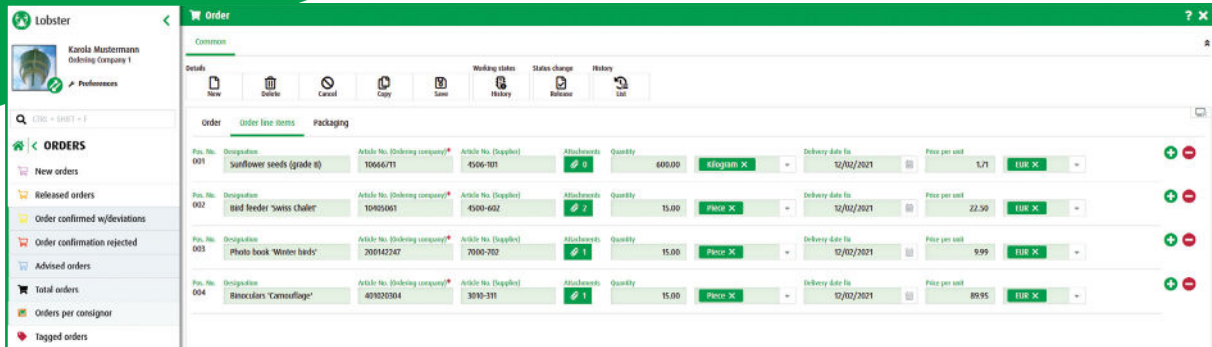 Lobster
Order
? ×
Karola Mustermann
Ordering Company 1
Preferences
Common
Details
Working states
Status change
History
New
Delete
Cancel
Copy
Save
History
Release
List
Ctrl + Shift + F
Order
Order line items
Packaging
< ORDERS
New orders
Released orders
Order confirmed w/deviations
Order confirmation rejected
Advised orders
Total orders
Orders per consignor
Tagged orders
Pos. No. Designation Article No. (Ordering company)* Article No. (Supplier) Attachments Quantity Delivery date fix Price per unit
001 Sunflower seeds (grade B) 10666711 4506-101 0 600.00 Kilogram × 12/02/2021 1.71 EUR ×
Pos. No. Designation Article No. (Ordering company)* Article No. (Supplier) Attachments Quantity Delivery date fix Price per unit
002 Bird feeder 'Swiss Chalet' 10405061 4500-602 2 15.00 Piece × 12/02/2021 22.50 EUR ×
Pos. No. Designation Article No. (Ordering company)* Article No. (Supplier) Attachments Quantity Delivery date fix Price per unit
003 Photo book 'Winter birds' 200142247 7000-702 1 15.00 Piece × 12/02/2021 9.99 EUR ×
Pos. No. Designation Article No. (Ordering company)* Article No. (Supplier) Attachments Quantity Delivery date fix Price per unit
004 Binoculars 'Camouflage' 401020304 3010-311 1 15.00 Piece × 12/02/2021 89.95 EUR ×